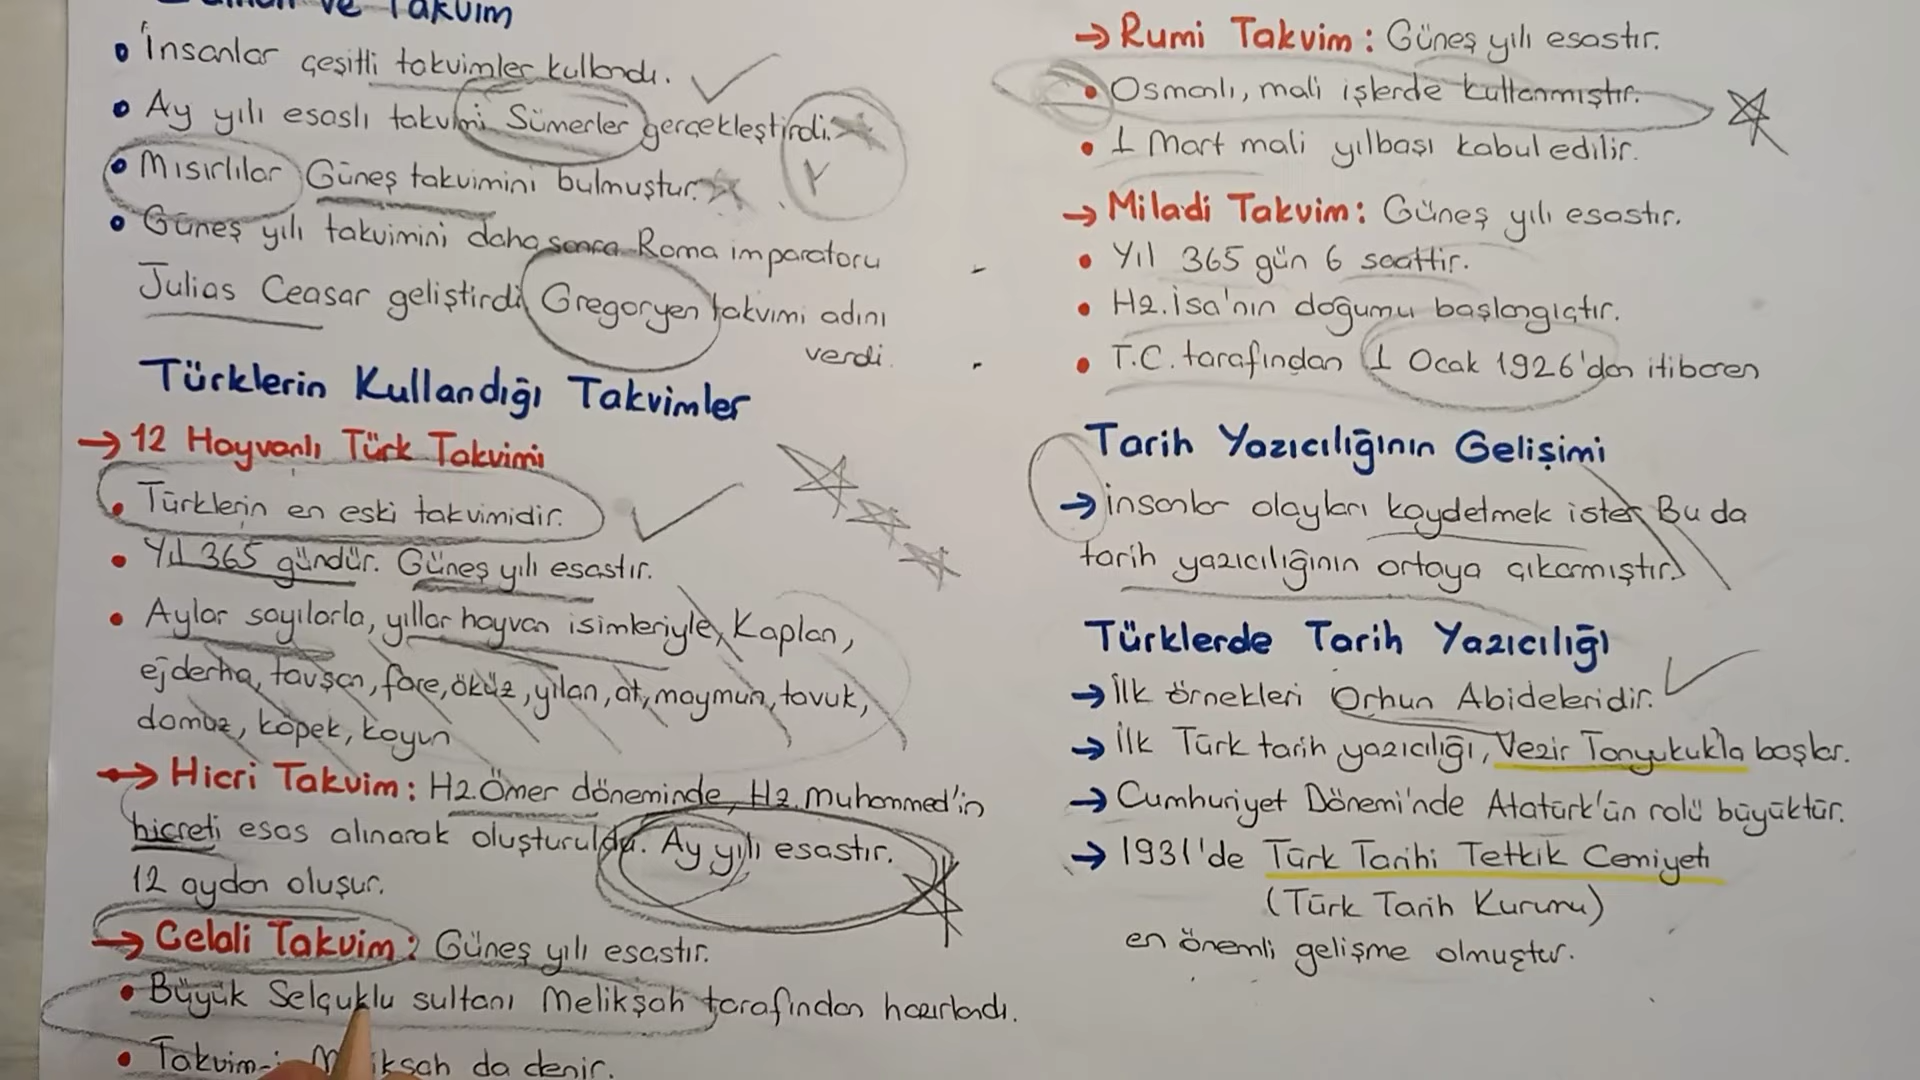 ve Takvim
• İnsanlar çeşitli takvimler kullandı.
• Ay yılı esaslı takvimi Sümerler gerçekleştirdi.
• Mısırlılar Güneş takvimini bulmuştur.
• Güneş yılı takvimini daha sonra Roma imparatoru
Julias Ceasar geliştirdi Gregoryen takvimi adını
verdi.
Türklerin Kullandığı Takvimler
→ 12 Hayvanlı Türk Takvimi
• Türklerin en eski takvimidir.
• Yıl 365 gündür. Güneş yılı esastır.
• Aylar sayılarla, yıllar hayvan isimleriyle, Kaplan,
ejderha, tavşan, fare, öküz, yılan, at, maymun, tavuk,
domuz, köpek, koyun
→ Hicri Takvim: Hz. Ömer döneminde, Hz. Muhammed'in
hicreti esas alınarak oluşturuldu. Ay yılı esastır.
12 aydan oluşur.
→ Celali Takvim: Güneş yılı esastır.
• Büyük Selçuklu sultanı Melikşah tarafından hazırlandı.
• Takvim-i da denir.
→ Rumi Takvim: Güneş yılı esastır.
• Osmanlı, mali işlerde kullanmıştır.
• 1 Mart mali yılbaşı kabul edilir.
→ Miladi Takvim: Güneş yılı esastır.
• Yıl 365 gün 6 saattir.
• Hz. İsa'nın doğumu başlangıçtır.
• T.C. tarafından 1 Ocak 1926'dan itibaren
Tarih Yazıcılığının Gelişimi
→ İnsanlar olayları kaydetmek ister. Bu da
tarih yazıcılığının ortaya çıkarmıştır.
Türklerde Tarih Yazıcılığı
→ İlk örnekleri Orhun Abideleridir.
→ İlk Türk tarih yazıcılığı, Vezir Tonyukuk'la başlar.
→ Cumhuriyet Dönemi'nde Atatürk'ün rolü büyüktür.
→ 1931'de Türk Tarihi Tetkik Cemiyeti
(Türk Tarih Kurumu)
en önemli gelişme olmuştur.